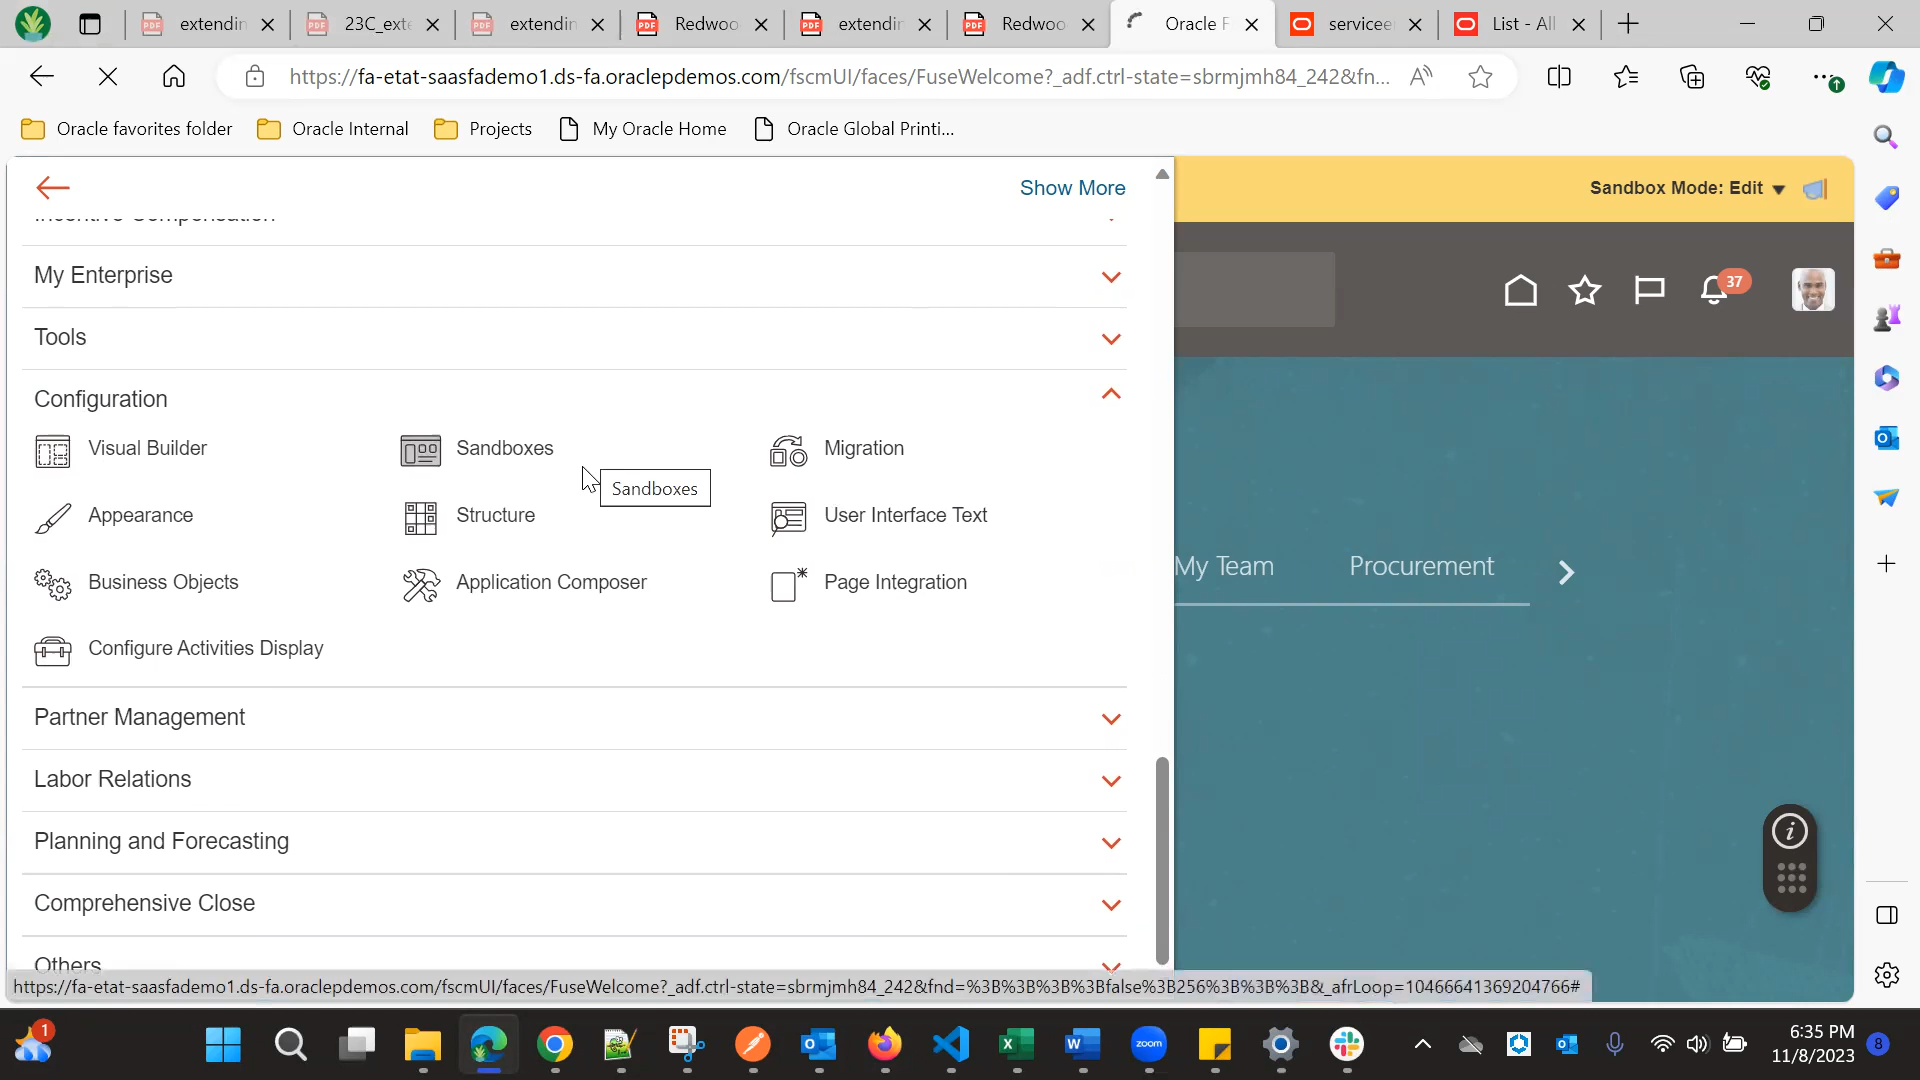 extendin
23C_exte
extendin
Redwoo
extendin
Redwoo
Oracle F
servicee
List - All
https://fa-etat-saasfademo1.ds-fa.oraclepdemos.com/fscmUI/faces/FuseWelcome?_adf.ctrl-state=sbrmjmh84_242&fn...
Oracle favorites folder
Oracle Internal
Projects
My Oracle Home
Oracle Global Printi...
Show More
Sandbox Mode: Edit
Incentive Compensation
My Enterprise
37
Tools
Configuration
Visual Builder
Sandboxes
Migration
Sandboxes
Appearance
Structure
User Interface Text
My Team
Procurement
Business Objects
Application Composer
Page Integration
Configure Activities Display
Partner Management
Labor Relations
Planning and Forecasting
Comprehensive Close
Others
https://fa-etat-saasfademo1.ds-fa.oraclepdemos.com/fscmUI/faces/FuseWelcome?_adf.ctrl-state=sbrmjmh84_242&fnd=%3B%3B%3B%3Bfalse%3B256%3B%3B%3B&_afrLoop=10466641369204766#
1
zoom
6:35 PM
11/8/2023
8